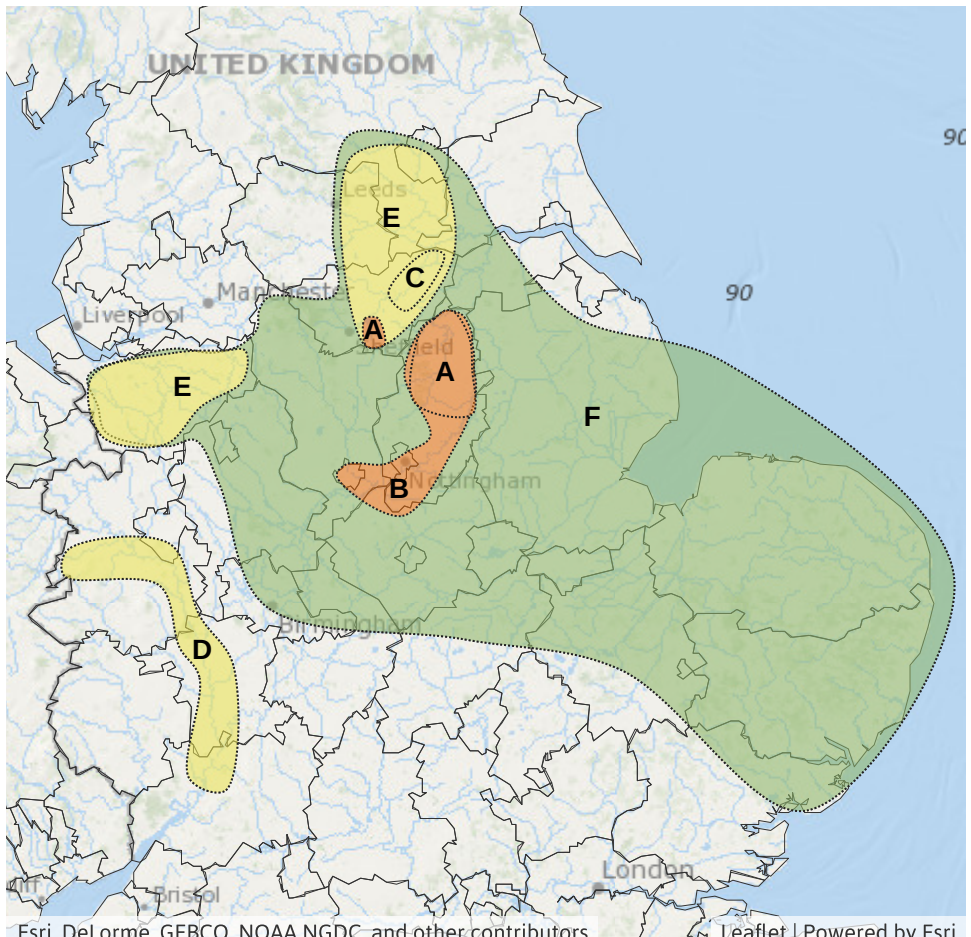 UNITED KINGDOM
90
Leeds
E
C
90
Manchester
Liverpool
A
Sheffield
A
E
F
Nottingham
B
Birmingham
D
London
Bristol
Esri, DeLorme, GEBCO, NOAA NGDC, and other contributors
Leaflet | Powered by Esri